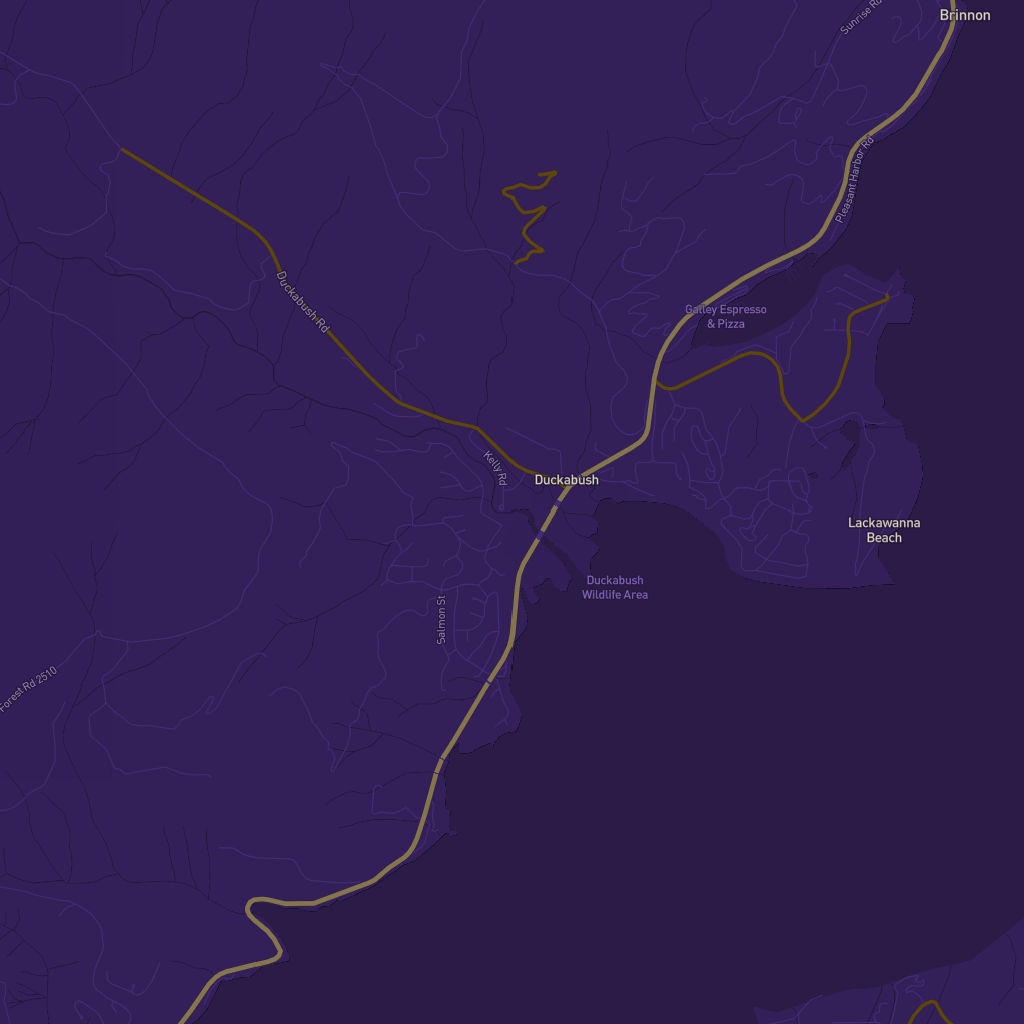 Brinnon
Sunrise Rd
Pleasant Harbor Rd
Duckabush Rd
Galley Espresso
& Pizza
Kelly Rd
Duckabush
Lackawanna
Beach
Duckabush
Wildlife Area
Salmon St
Forest Rd 2510